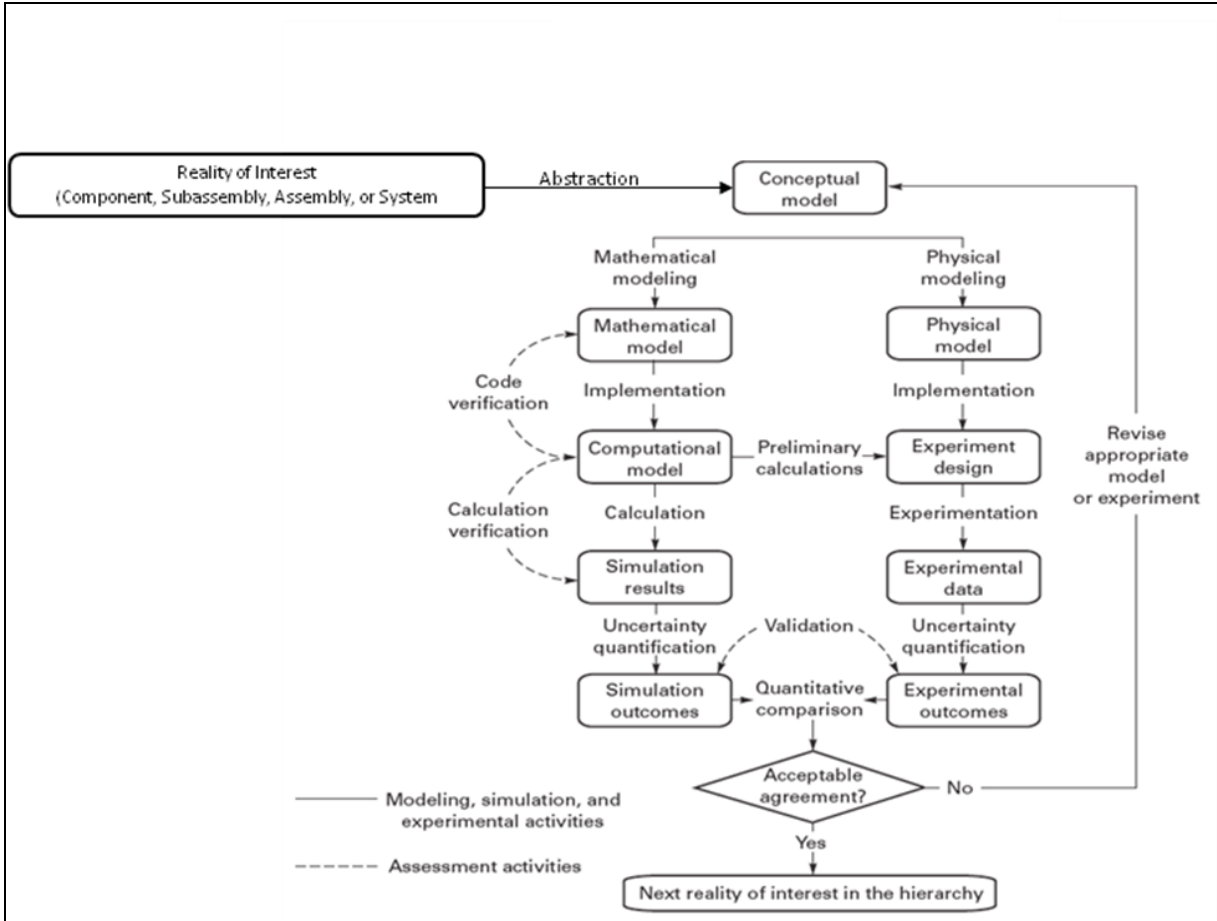 Reality of Interest
(Component, Subassembly, Assembly, or System
Abstraction
Conceptual
model
Mathematical
modeling
Physical
modeling
Mathematical
model
Physical
model
Code
verification
Implementation
Implementation
Computational
model
Preliminary
calculations
Experiment
design
Revise
appropriate
model
or experiment
Calculation
verification
Calculation
Experimentation
Simulation
results
Experimental
data
Uncertainty
quantification
Validation
Uncertainty
quantification
Simulation
outcomes
Quantitative
comparison
Experimental
outcomes
Acceptable
agreement?
No
Modeling, simulation, and
experimental activities
Yes
Assessment activities
Next reality of interest in the hierarchy